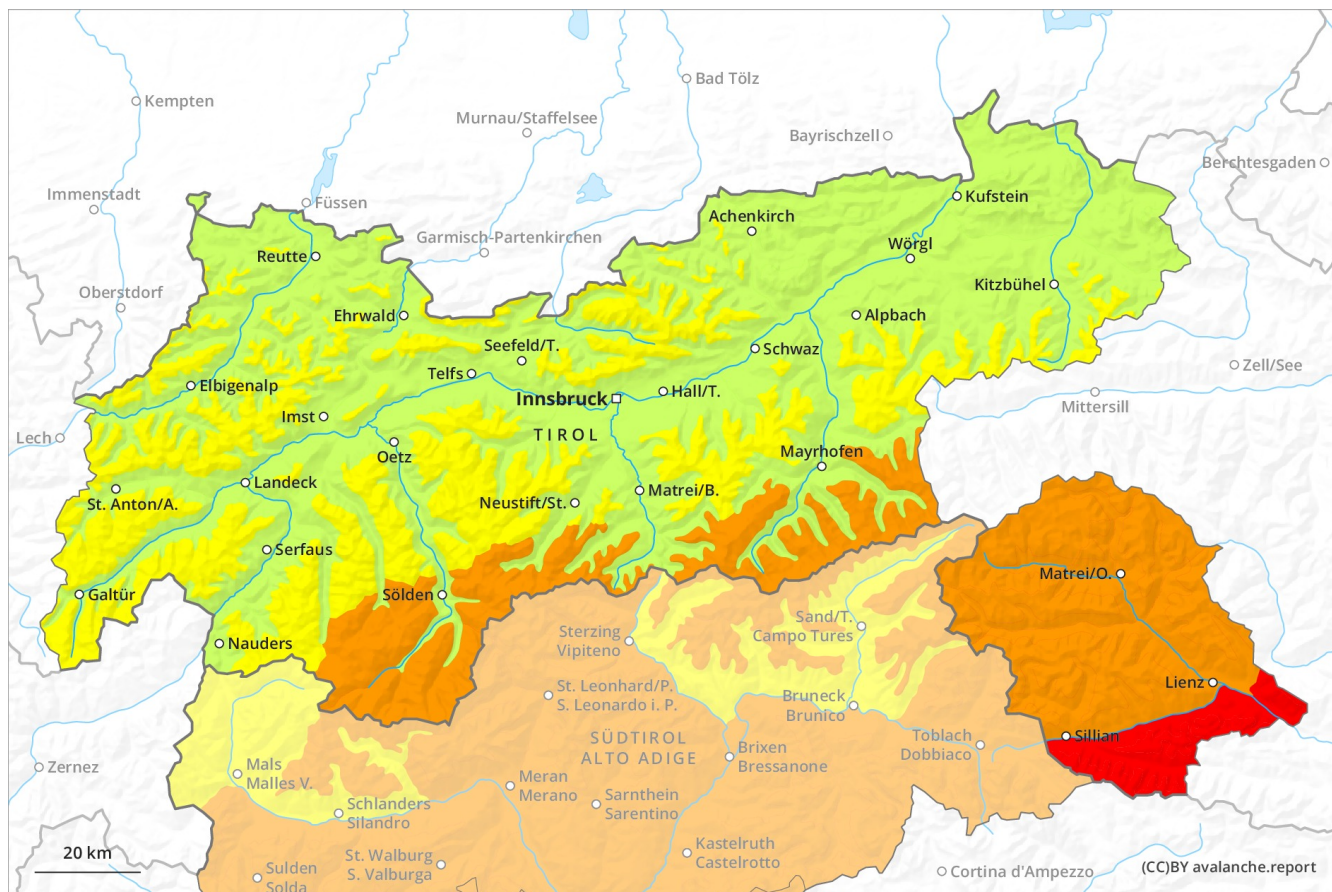 Bad Tölz
Kempten
Murnau/Staffelsee
Bayrischzell
Berchtesgaden
Immenstadt
Füssen
Kufstein
Achenkirch
Garmisch-Partenkirchen
Wörgl
Reutte
Kitzbühel
Oberstdorf
Ehrwald
Alpbach
Seefeld/T.
Schwaz
Zell/See
Telfs
Elbigenalp
Hall/T.
Innsbruck
Mittersill
Imst
Lech
TIROL
Mayrhofen
Oetz
Landeck
Matrei/B.
St. Anton/A.
Neustift/St.
Serfaus
Matrei/O.
Galtür
Sölden
Sand/T.
Campo Tures
Sterzing
Vipiteno
Nauders
Lienz
St. Leonhard/P.
S. Leonardo i. P.
Bruneck
Brunico
Sillian
Toblach
Dobbiaco
SÜDTIROL
ALTO ADIGE
Brixen
Bressanone
Zernez
Mals
Malles V.
Meran
Merano
Sarnthein
Sarentino
Schlanders
Silandro
Kastelruth
Castelrotto
20 km
St. Walburg
S. Valburga
Sulden
Solda
Cortina d'Ampezzo
(CC)BY avalanche.report